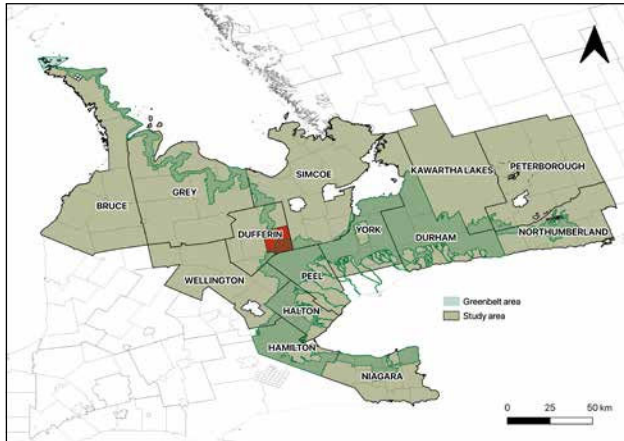 SIMCOE
KAWARTHA LAKES
PETERBOROUGH
BRUCE
GREY
DUFFERIN
YORK
DURHAM
NORTHUMBERLAND
WELLINGTON
PEEL
HALTON
HAMILTON
NIAGARA
Greenbelt area
Study area
0 25 50 km